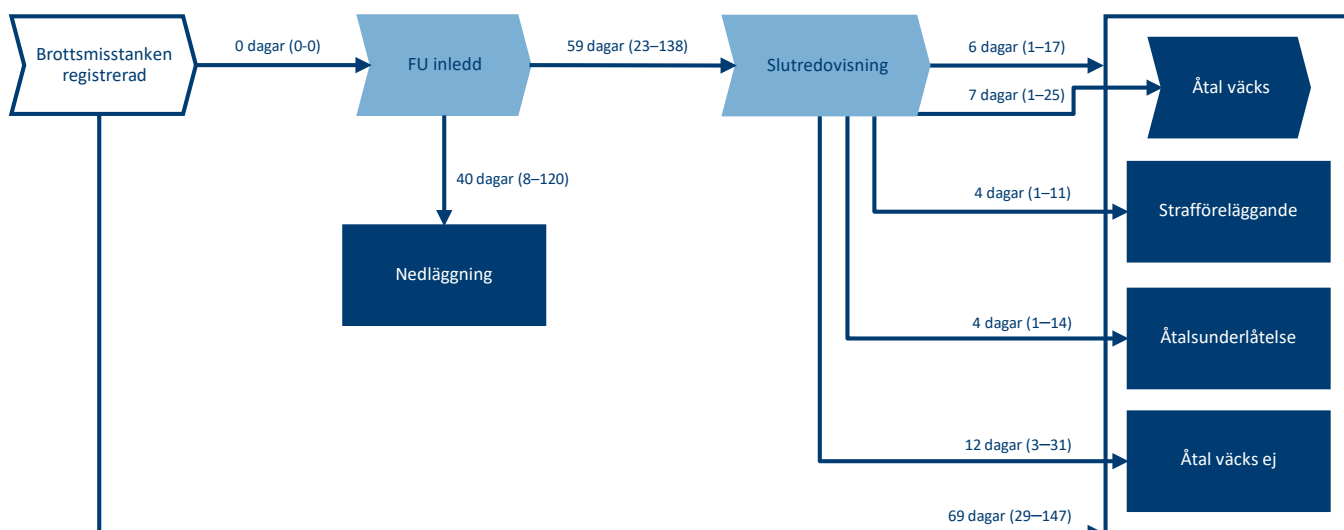 Brottsmisstanken
registrerad
0 dagar (0-0)
FU inledd
59 dagar (23–138)
Slutredovisning
6 dagar (1–17)
7 dagar (1–25)
Åtal väcks
40 dagar (8–120)
Nedläggning
4 dagar (1–11)
Strafföreläggande
4 dagar (1–14)
Åtalsunderlåtelse
12 dagar (3–31)
Åtal väcks ej
69 dagar (29–147)